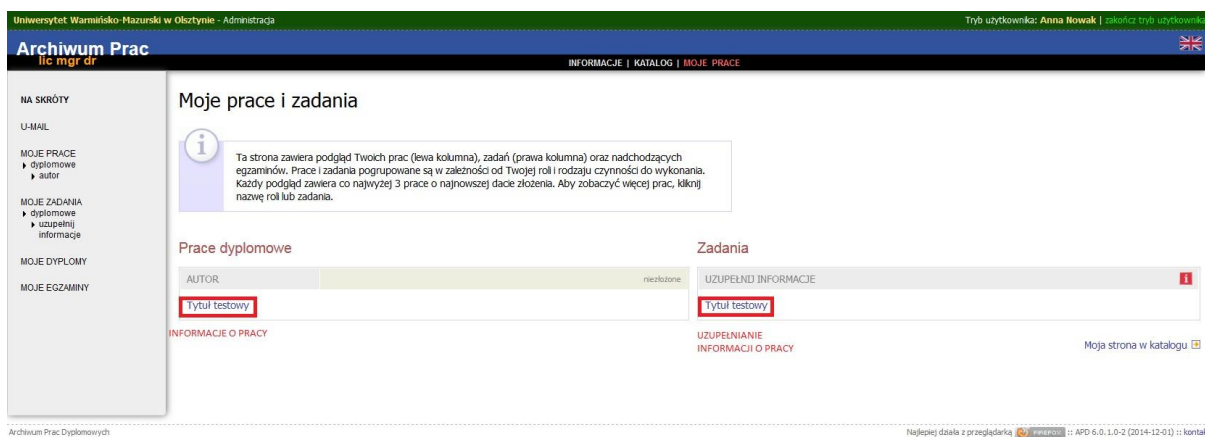 Uniwersytet Warmińsko-Mazurski w Olsztynie - Administracja
Tryb użytkownika: Anna Nowak | zakończ tryb użytkownika
Archiwum Prac
lic mgr dr
INFORMACJE | KATALOG | MOJE PRACE
NA SKRÓTY
U-MAIL
MOJE PRACE
dyplomowe
autor
MOJE ZADANIA
dyplomowe
uzupełnij
informacje
MOJE DYPLOMY
MOJE EGZAMINY
Moje prace i zadania
i
Ta strona zawiera podgląd Twoich prac (lewa kolumna), zadań (prawa kolumna) oraz nadchodzących
egzaminów. Prace i zadania pogrupowane są w zależności od Twojej roli i rodzaju czynności do wykonania.
Każdy podgląd zawiera co najwyżej 3 prace o najnowszej dacie złożenia. Aby zobaczyć więcej prac, kliknij
nazwę roli lub zadania.
Prace dyplomowe
AUTOR niezłożone
Tytuł testowy
INFORMACJE O PRACY
Zadania
UZUPEŁNIJ INFORMACJE i
Tytuł testowy
UZUPEŁNIANIE
INFORMACJI O PRACY
Moja strona w katalogu
Archiwum Prac Dyplomowych
Najlepiej działa z przeglądarką FIREFOX :: APD 6.0.1.0-2 (2014-12-01) :: kontak